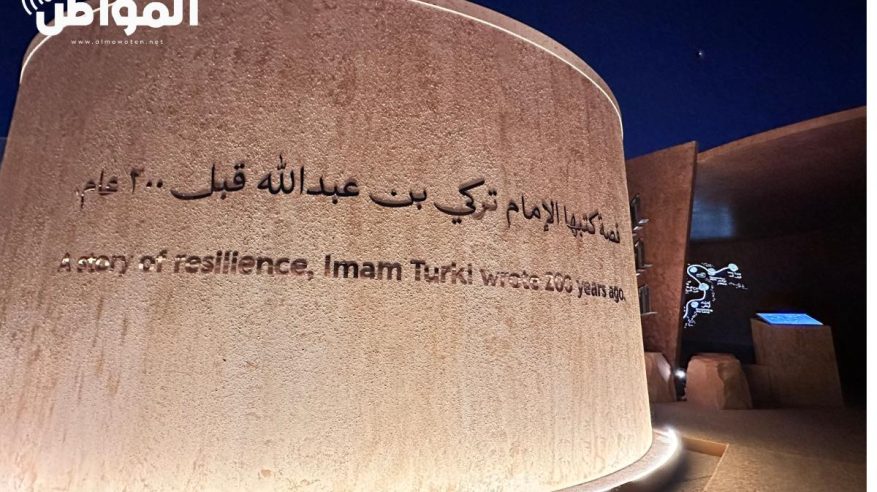 المواطن
www.almowaten.net
قصة كتبها الإمام تركي بن عبدالله قبل ٢٠٠ عام.
A story of resilience, Imam Turki wrote 200 years ago.